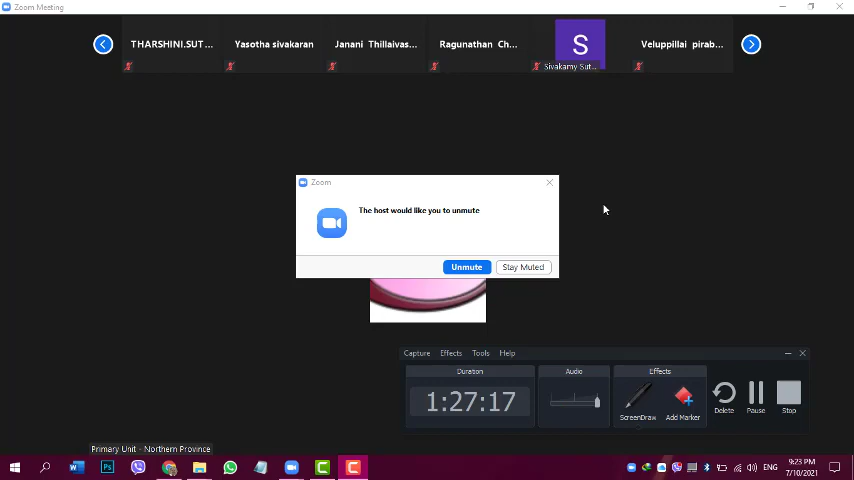 Zoom Meeting
THARSHINI.SUT...
Yasotha sivakaran
Janani Thillaivas...
Ragunathan Ch...
S
Sivakamy Sut...
Veluppillai pirab...
Zoom
The host would like you to unmute
Unmute
Stay Muted
Capture Effects Tools Help
Duration
Audio
Effects
1:27:17
ScreenDraw
Add Marker
Delete
Pause
Stop
Primary Unit - Northern Province
W
Ps
ENG
9:23 PM
7/10/2021